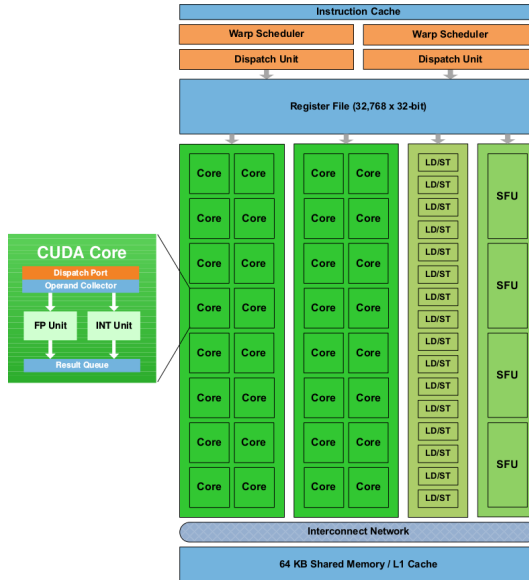 Instruction Cache
Warp Scheduler Warp Scheduler
Dispatch Unit Dispatch Unit
Register File (32,768 x 32-bit)
Core Core Core Core LD/ST
LD/ST
SFU
Core Core Core Core LD/ST
LD/ST
Core Core Core Core LD/ST
LD/ST
SFU
Core Core Core Core LD/ST
LD/ST
Core Core Core Core LD/ST
LD/ST
SFU
Core Core Core Core LD/ST
LD/ST
Core Core Core Core LD/ST
LD/ST
SFU
Core Core Core Core LD/ST
LD/ST
CUDA Core
Dispatch Port
Operand Collector
FP Unit INT Unit
Result Queue
Interconnect Network
64 KB Shared Memory / L1 Cache